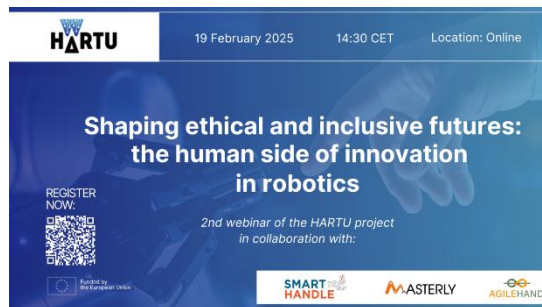 HARTU
19 February 2025
14:30 CET
Location: Online
Shaping ethical and inclusive futures:
the human side of innovation
in robotics
REGISTER
NOW:
2nd webinar of the HARTU project
in collaboration with:
Funded by
the European Union
SMART
HANDLE
MASTERLY
AGILEHAND